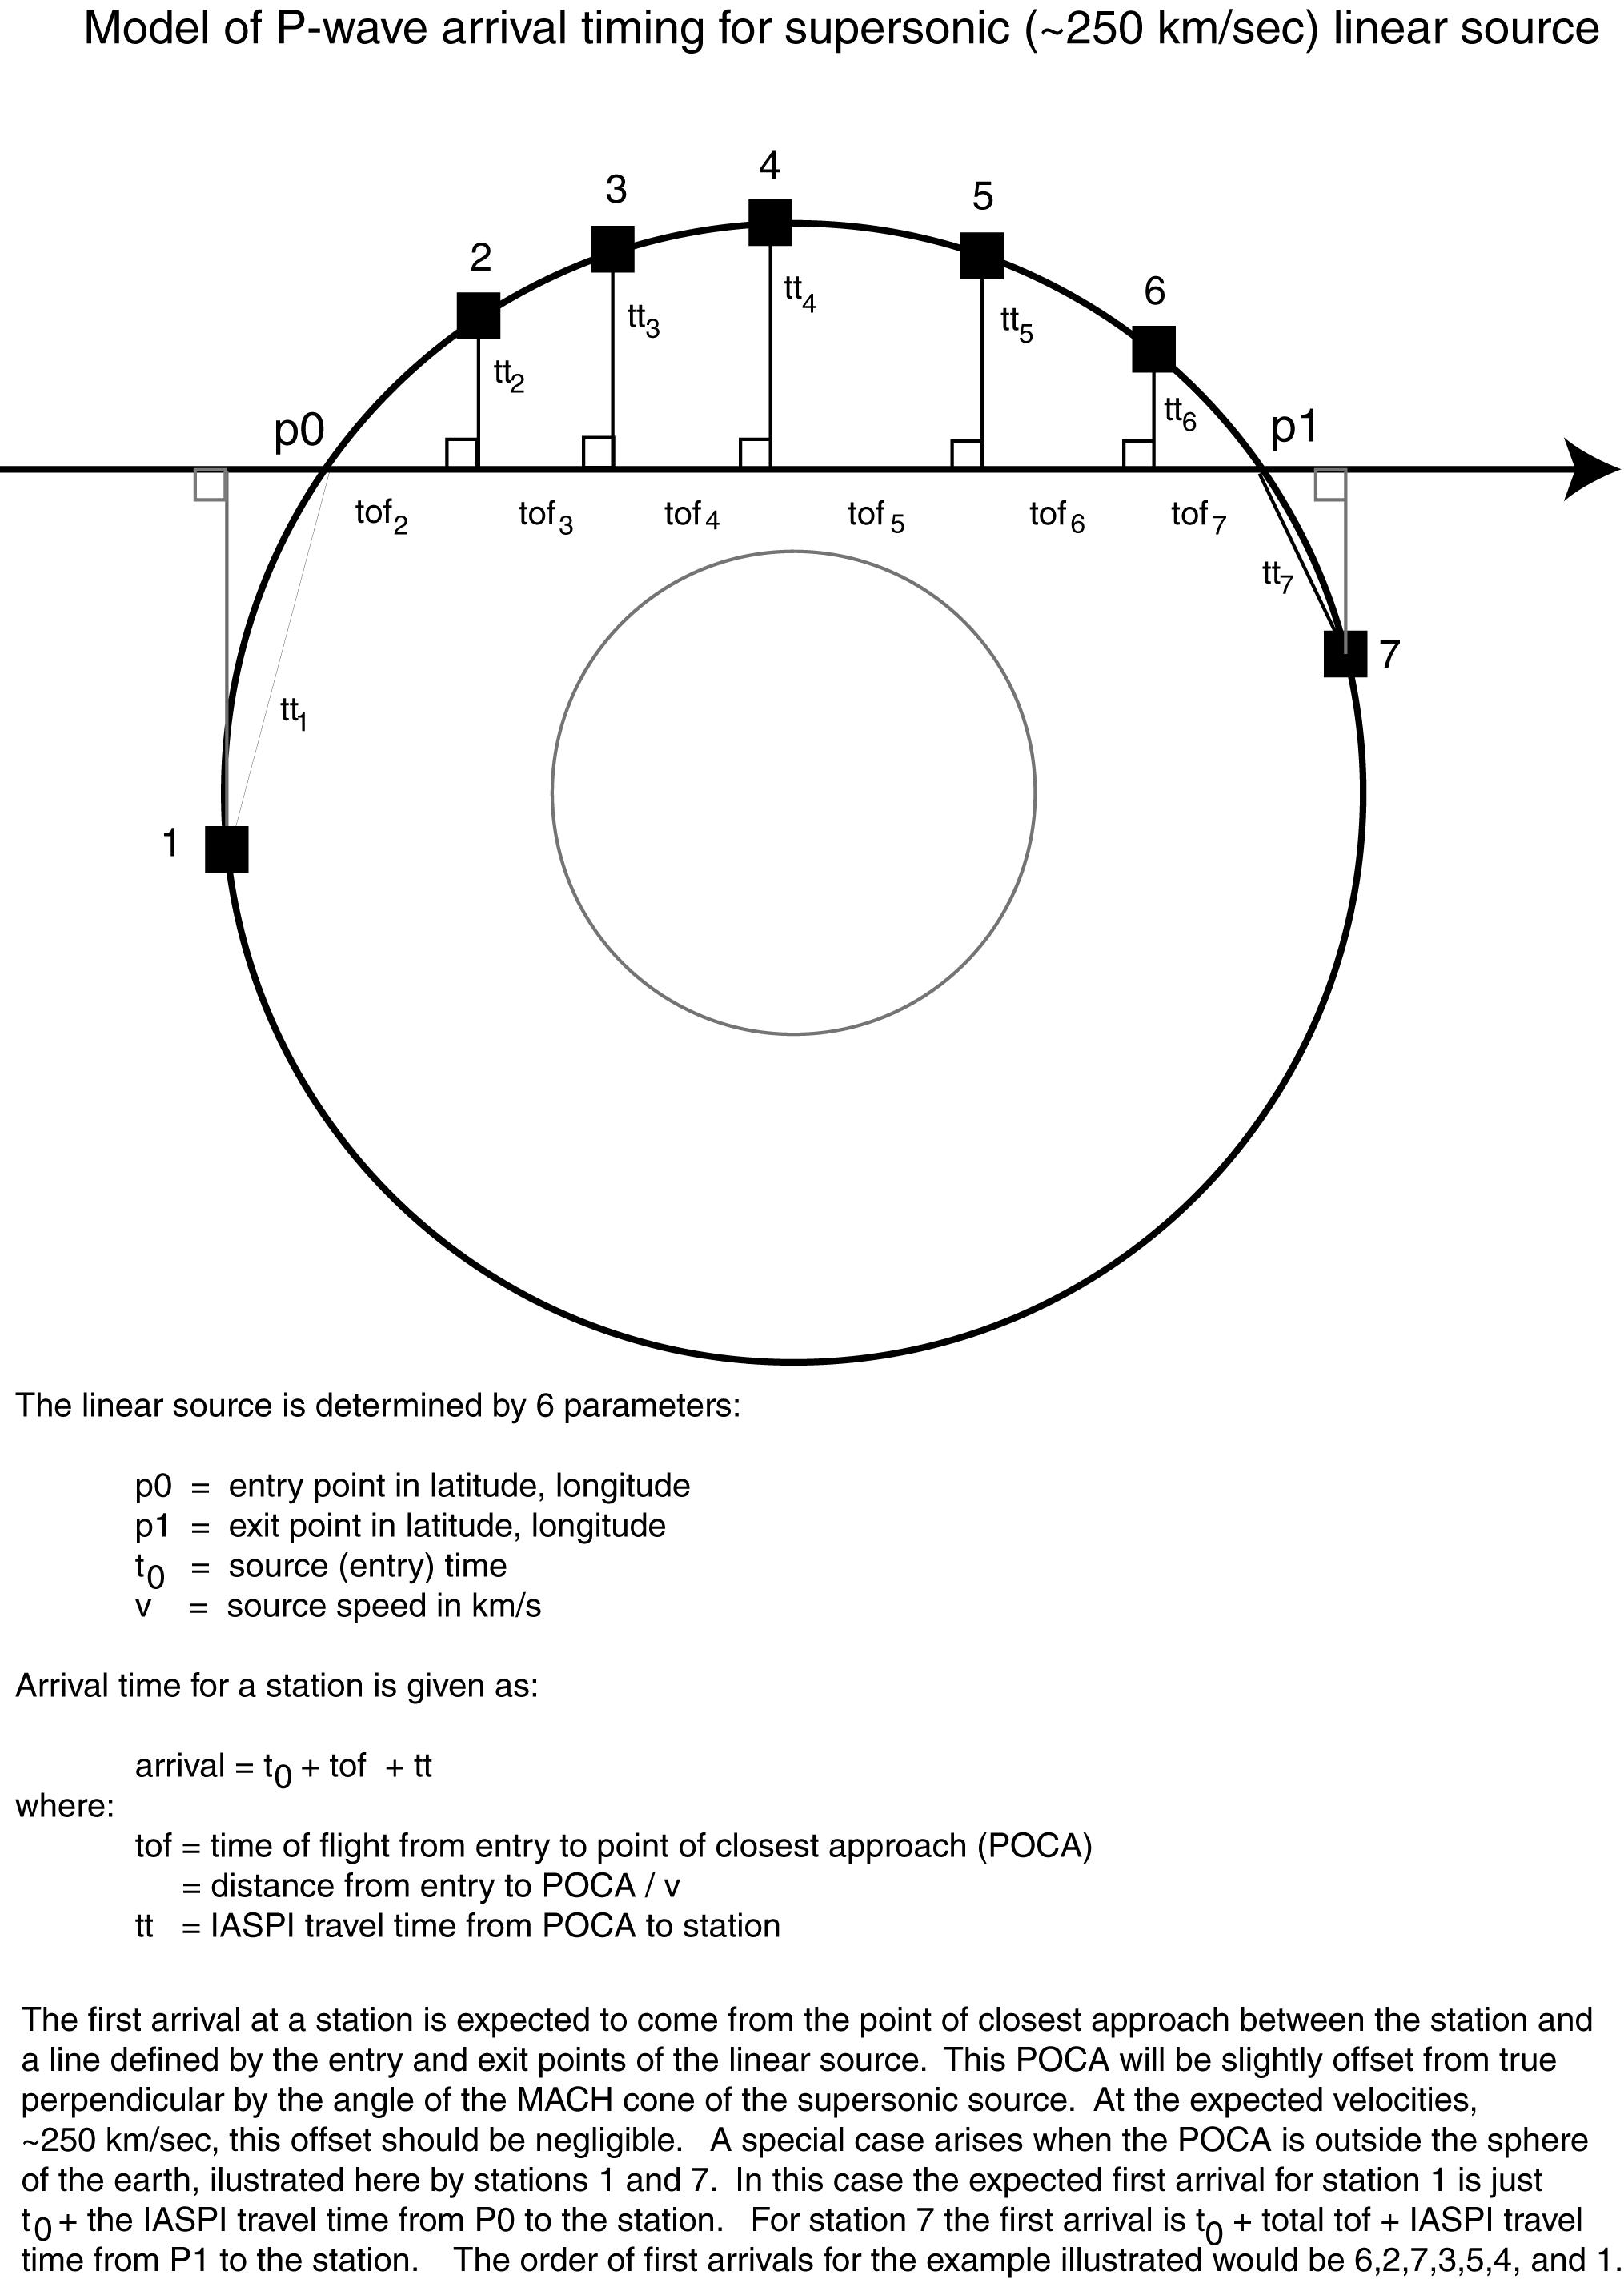 Model of P-wave arrival timing for supersonic (~250 km/sec) linear source
4
3
5
2
6
tt4
tt3
tt5
tt2
tt6
p0
p1
tof2
tof3
tof4
tof5
tof6
tof7
tt7
7
tt1
1
The linear source is determined by 6 parameters:
p0 = entry point in latitude, longitude
p1 = exit point in latitude, longitude
t0 = source (entry) time
v = source speed in km/s
Arrival time for a station is given as:
arrival = t0 + tof + tt
where:
tof = time of flight from entry to point of closest approach (POCA)
= distance from entry to POCA / v
tt = IASPI travel time from POCA to station
The first arrival at a station is expected to come from the point of closest approach between the station and
a line defined by the entry and exit points of the linear source. This POCA will be slightly offset from true
perpendicular by the angle of the MACH cone of the supersonic source. At the expected velocities,
~250 km/sec, this offset should be negligible. A special case arises when the POCA is outside the sphere
of the earth, ilustrated here by stations 1 and 7. In this case the expected first arrival for station 1 is just
t0 + the IASPI travel time from P0 to the station. For station 7 the first arrival is t0 + total tof + IASPI travel
time from P1 to the station. The order of first arrivals for the example illustrated would be 6,2,7,3,5,4, and 1.